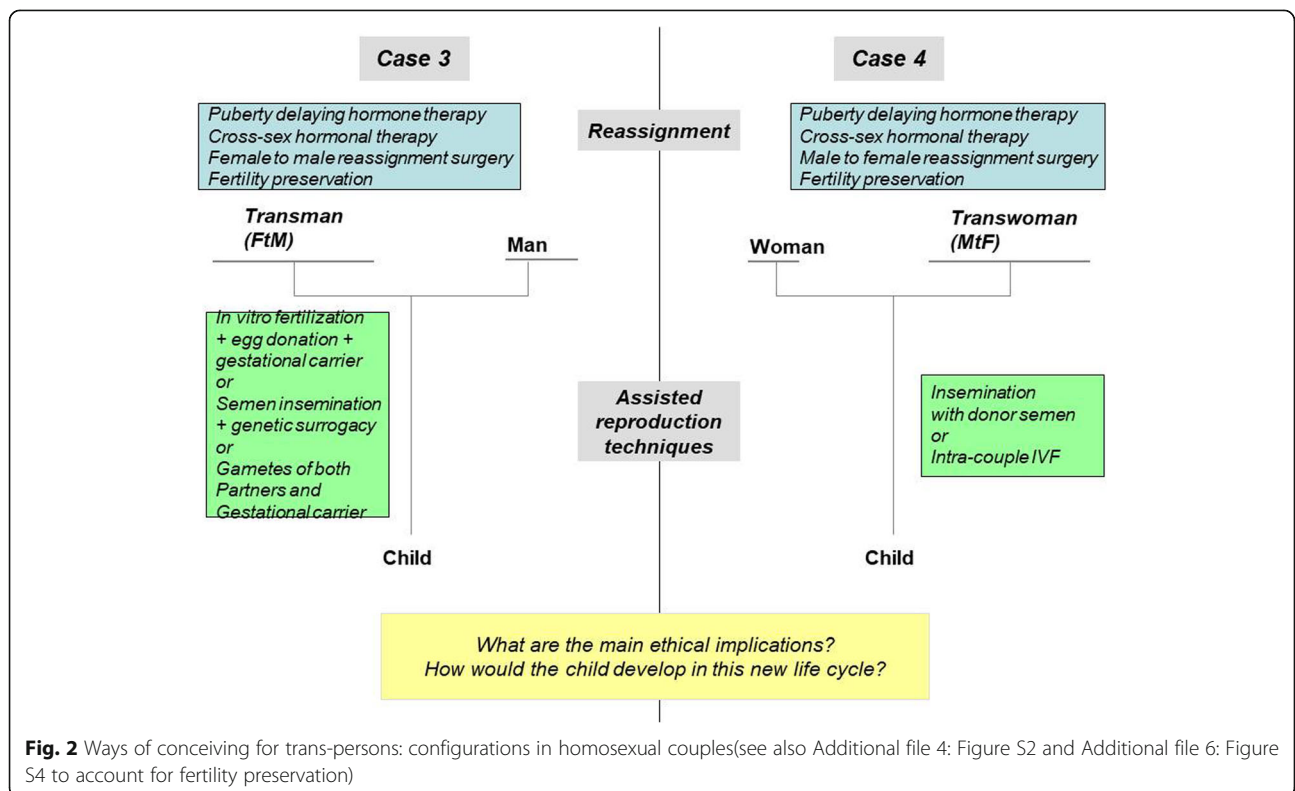 Case 3
Case 4
Puberty delaying hormone therapy
Cross-sex hormonal therapy
Female to male reassignment surgery
Fertility preservation
Reassignment
Puberty delaying hormone therapy
Cross-sex hormonal therapy
Male to female reassignment surgery
Fertility preservation
Transman
(FtM)
Man
Woman
Transwoman
(MtF)
In vitro fertilization
+ egg donation +
gestational carrier
or
Semen insemination
+ genetic surrogacy
or
Gametes of both
Partners and
Gestational carrier
Assisted
reproduction
techniques
Insemination
with donor semen
or
Intra-couple IVF
Child
Child
What are the main ethical implications?
How would the child develop in this new life cycle?
Fig. 2 Ways of conceiving for trans-persons: configurations in homosexual couples(see also Additional file 4: Figure S2 and Additional file 6: Figure
S4 to account for fertility preservation)